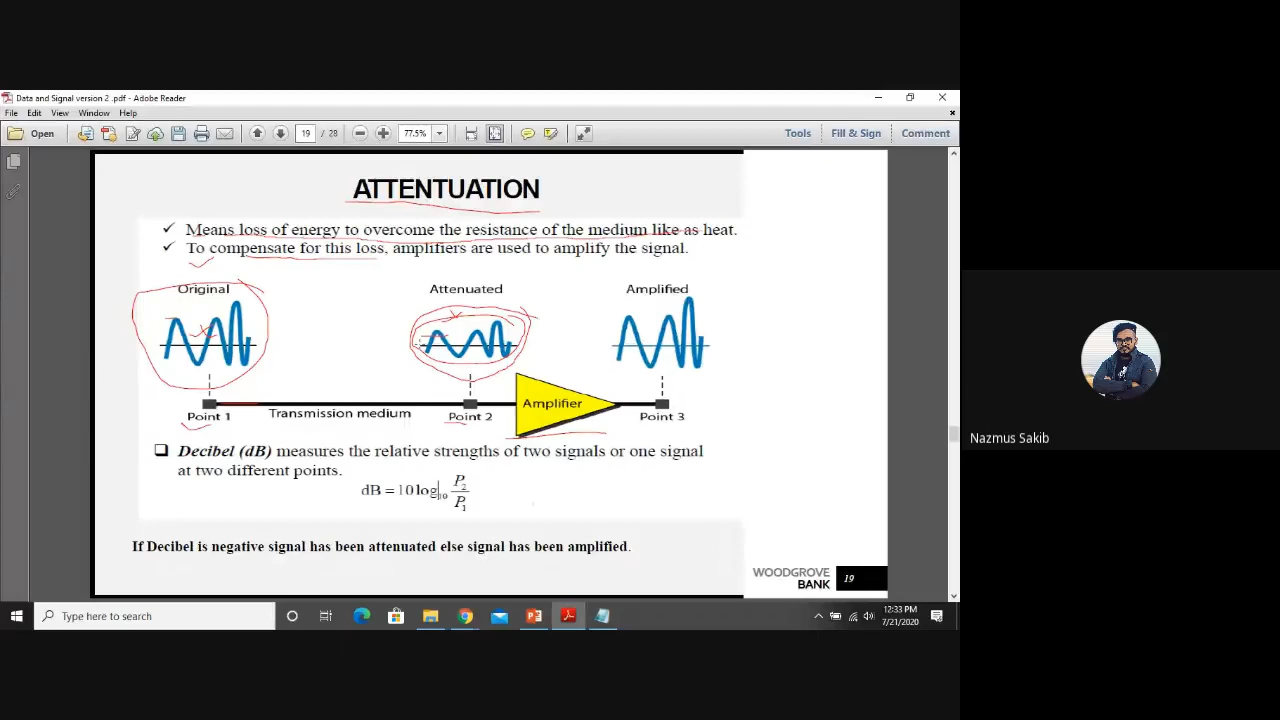 Data and Signal version 2 .pdf - Adobe Reader
File Edit View Window Help
Open 19 / 28 77.5% Tools Fill & Sign Comment
ATTENTUATION
✓ Means loss of energy to overcome the resistance of the medium like as heat.
✓ To compensate for this loss, amplifiers are used to amplify the signal.
Original Attenuated Amplified
Amplifier
Point 1 Transmission medium Point 2 Point 3
Decibel (dB) measures the relative strengths of two signals or one signal
at two different points.
dB = 10 log10 P2/P1
If Decibel is negative signal has been attenuated else signal has been amplified.
WOODGROVE
BANK 19
Type here to search
12:33 PM
7/21/2020
Nazmus Sakib